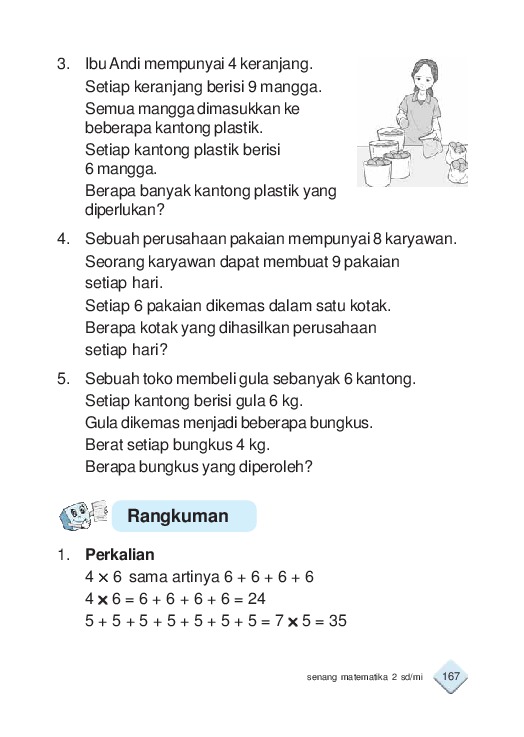 3. Ibu Andi mempunyai 4 keranjang.
Setiap keranjang berisi 9 mangga.
Semua mangga dimasukkan ke
beberapa kantong plastik.
Setiap kantong plastik berisi
6 mangga.
Berapa banyak kantong plastik yang
diperlukan?
4. Sebuah perusahaan pakaian mempunyai 8 karyawan.
Seorang karyawan dapat membuat 9 pakaian
setiap hari.
Setiap 6 pakaian dikemas dalam satu kotak.
Berapa kotak yang dihasilkan perusahaan
setiap hari?
5. Sebuah toko membeli gula sebanyak 6 kantong.
Setiap kantong berisi gula 6 kg.
Gula dikemas menjadi beberapa bungkus.
Berat setiap bungkus 4 kg.
Berapa bungkus yang diperoleh?
Rangkuman
1. Perkalian
4 × 6 sama artinya 6 + 6 + 6 + 6
4 × 6 = 6 + 6 + 6 + 6 = 24
5 + 5 + 5 + 5 + 5 + 5 + 5 = 7 × 5 = 35
senang matematika 2 sd/mi 167